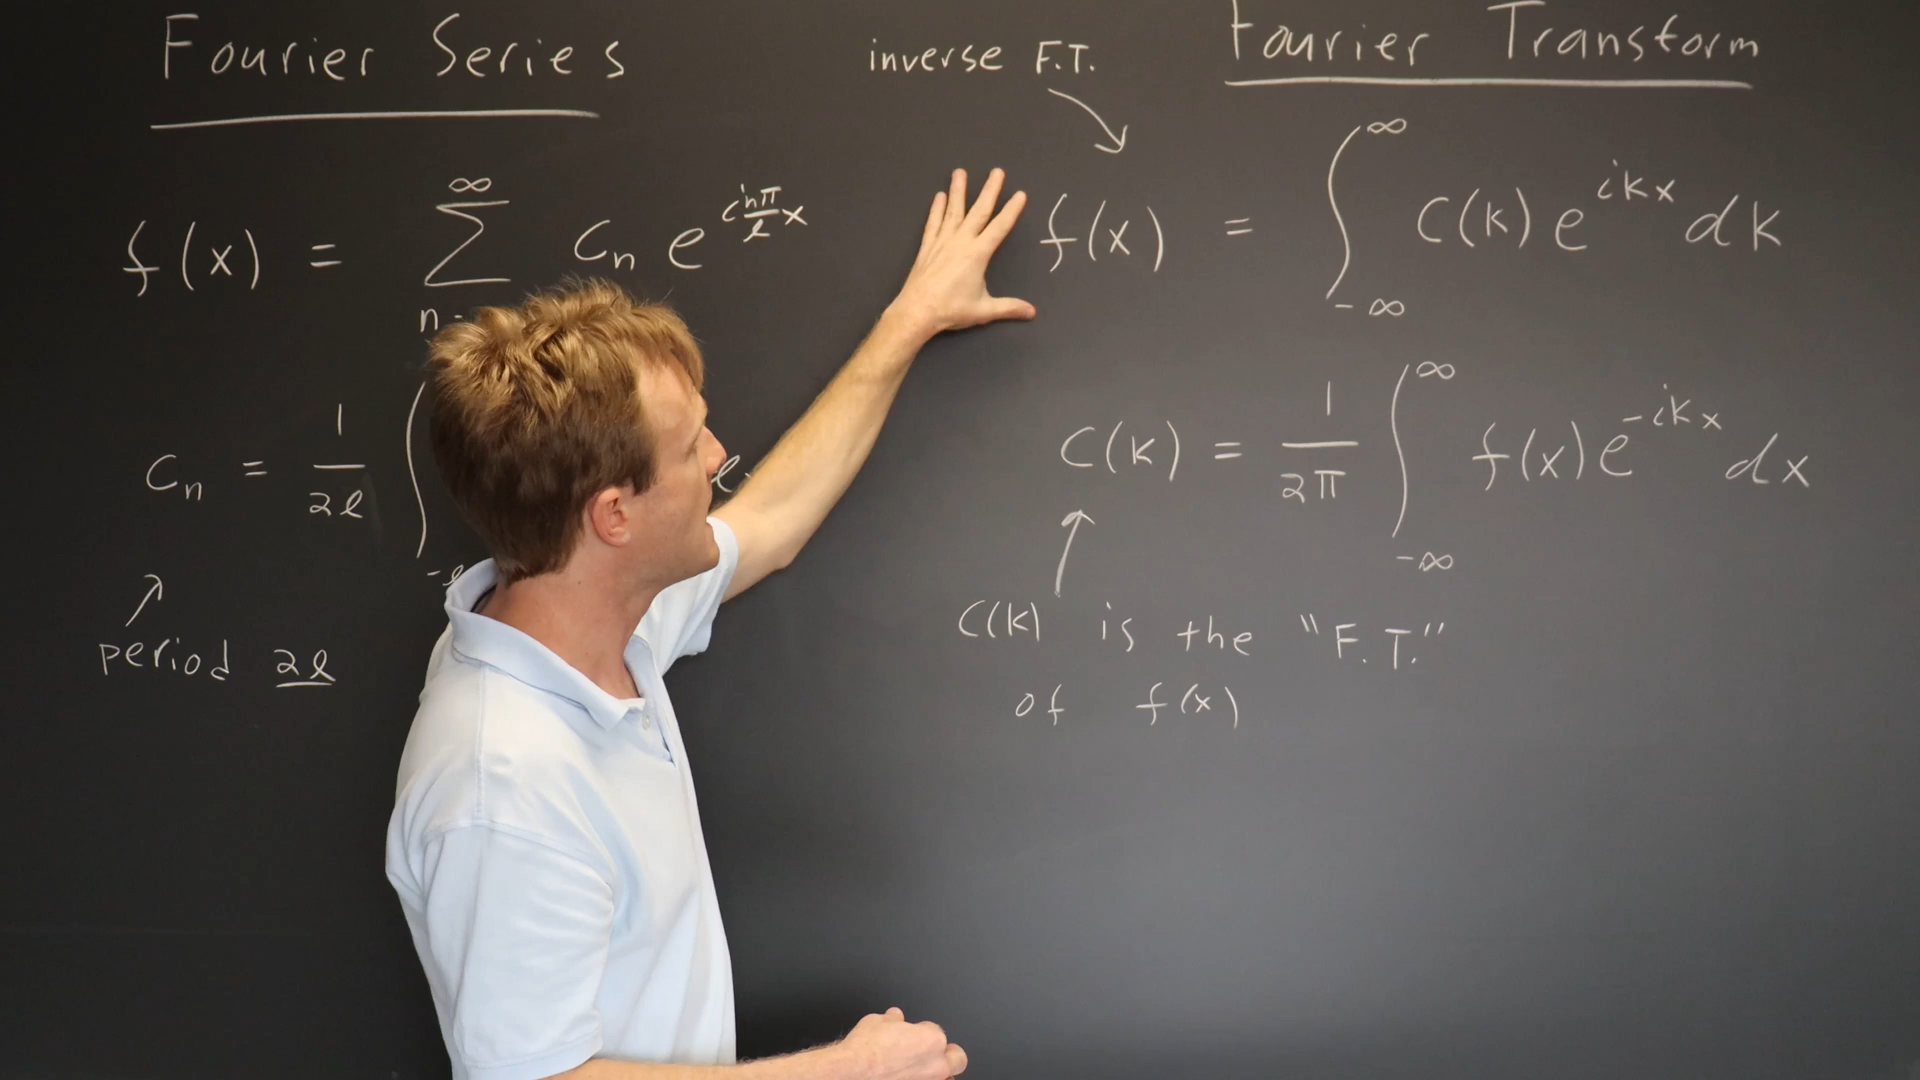 Fourier Series
f(x) = ∞ ∑ n- cₙ e^(inπ/ℓ x)
cₙ = 1/2ℓ ∫ -ℓ
period 2ℓ
inverse F.T.
Fourier Transform
f(x) = ∫_-∞^∞ C(k) e^(ikx) dk
C(k) = 1/2π ∫_-∞^∞ f(x) e^(-ikx) dx
C(k) is the "F.T."
of f(x)